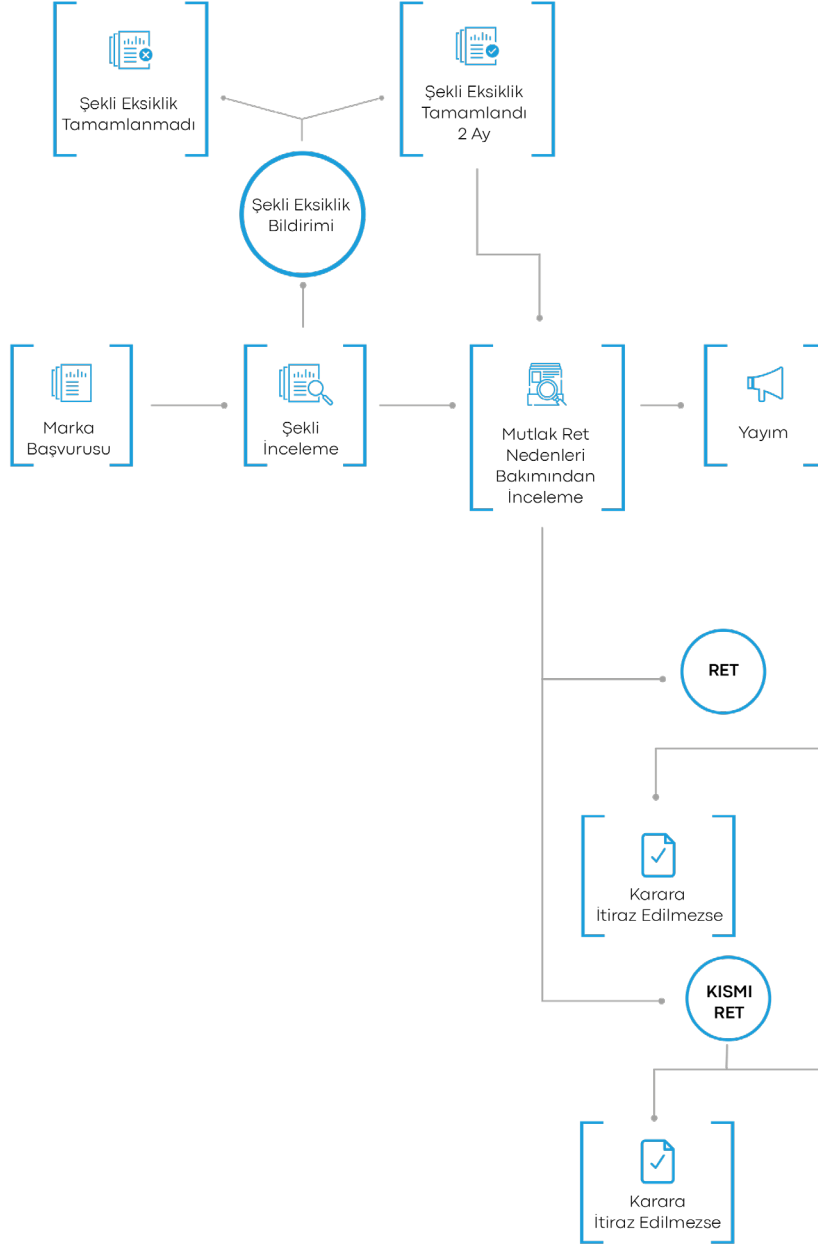 Şekli Eksiklik
Tamamlanmadı
Şekli Eksiklik
Tamamlandı
2 Ay
Şekli Eksiklik
Bildirimi
Marka
Başvurusu
Şekli
İnceleme
Mutlak Ret
Nedenleri
Bakımından
İnceleme
Yayım
RET
Karara
İtiraz Edilmezse
KISMI
RET
Karara
İtiraz Edilmezse